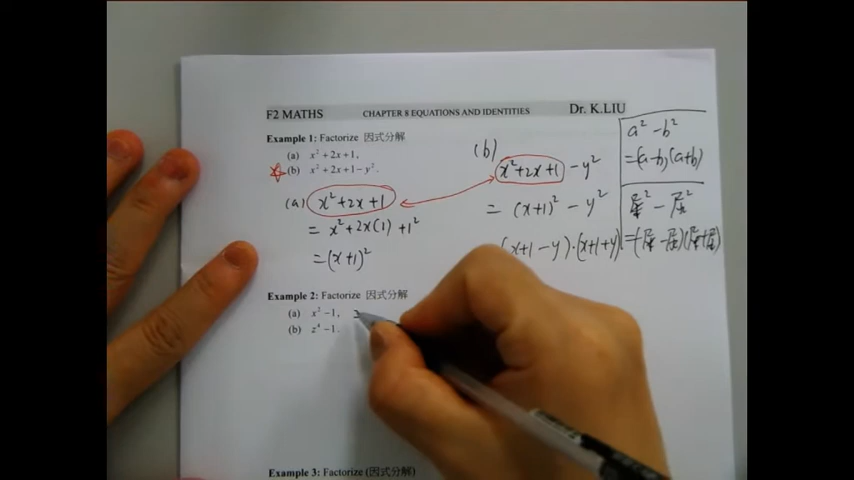 F2 MATHS CHAPTER 8 EQUATIONS AND IDENTITIES Dr. K.LIU
Example 1: Factorize 因式分解
(a) x² + 2x + 1,
(b) x² + 2x + 1 − y².
(a) x²+2x+1
= x²+2x(1)+1²
=(x+1)²
(b)
x²+2x+1 −y²
= (x+1)² − y²
(x+1−y)·(x+1+y)
a²−b²
=(a−b)(a+b)
Example 2: Factorize 因式分解
(a) x² −1,
(b) z⁴ −1.
Example 3: Factorize (因式分解)